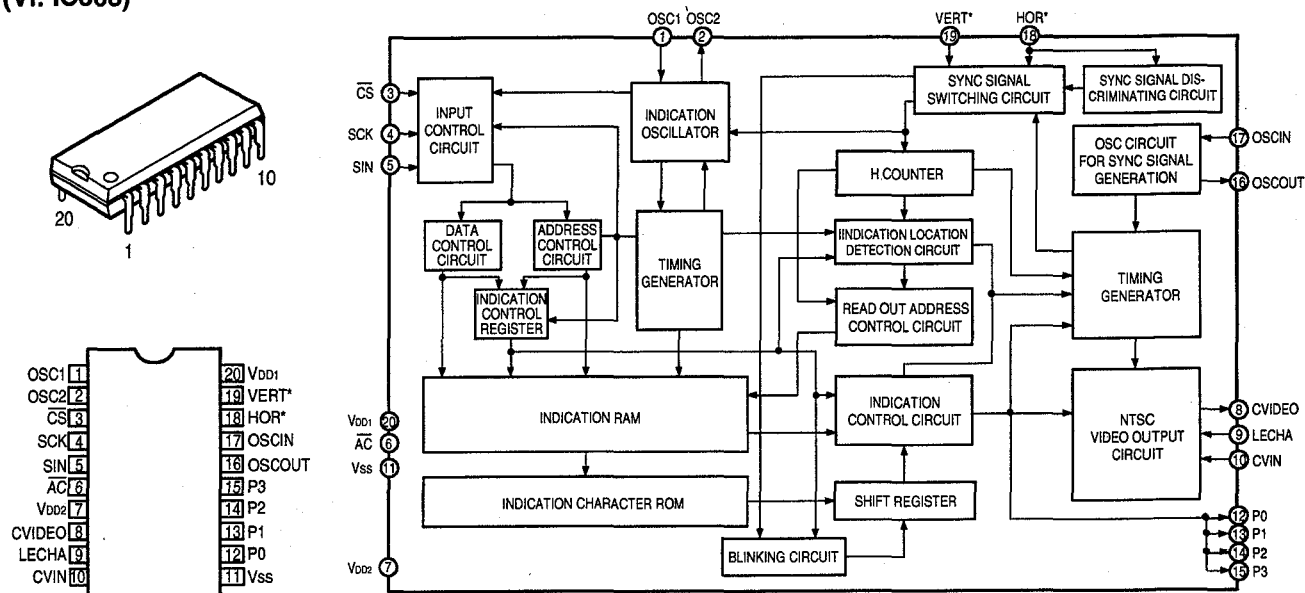 (VI: IC603)
OSC1 OSC2
1 2
VERT* HOR*
19 18
CS 3
SCK 4
SIN 5
INPUT
CONTROL
CIRCUIT
INDICATION
OSCILLATOR
SYNC SIGNAL
SWITCHING CIRCUIT
SYNC SIGNAL DIS-
CRIMINATING CIRCUIT
OSC CIRCUIT
FOR SYNC SIGNAL
GENERATION
17 OSCIN
16 OSCOUT
H.COUNTER
DATA
CONTROL
CIRCUIT
ADDRESS
CONTROL
CIRCUIT
TIMING
GENERATOR
IINDICATION LOCATION
DETECTION CIRCUIT
TIMING
GENERATOR
INDICATION
CONTROL
REGISTER
READ OUT ADDRESS
CONTROL CIRCUIT
INDICATION RAM
INDICATION
CONTROL
CIRCUIT
NTSC
VIDEO OUTPUT
CIRCUIT
8 CVIDEO
9 LECHA
10 CVIN
VDD1 20
AC 6
VSS 11
INDICATION CHARACTER ROM
SHIFT REGISTER
BLINKING CIRCUIT
12 P0
13 P1
14 P2
15 P3
VDD2 7
20
1
10
OSC1 1
OSC2 2
CS 3
SCK 4
SIN 5
AC 6
VDD2 7
CVIDEO 8
LECHA 9
CVIN 10
20 VDD1
19 VERT*
18 HOR*
17 OSCIN
16 OSCOUT
15 P3
14 P2
13 P1
12 P0
11 VSS